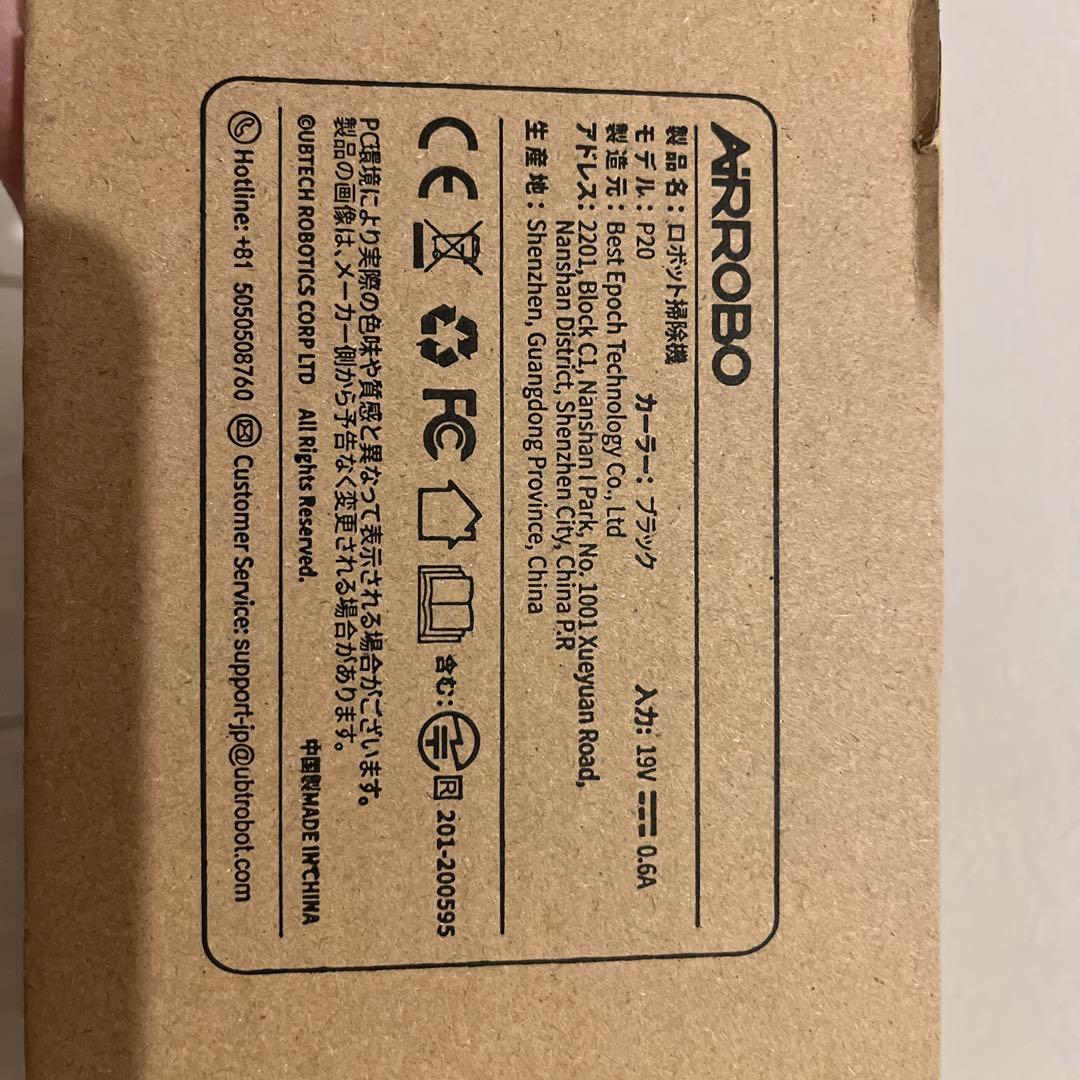 AiRROBO
製品名：ロボット掃除機
モデル：P20 カーラー：ブラック 入力: 19V 0.6A
製造元：Best Epoch Technology Co., Ltd
アドレス：2201, Block C1, Nanshan I Park, No. 1001 Xueyuan Road,
Nanshan District, Shenzhen City, China P.R
生産地：Shenzhen, Guangdong Province, China
CE FC 含む： R 201-200595
PC環境により実際の色味や質感と異なって表示される場合がございます。
製品の画像は、メーカー側から予告なく変更される場合があります。
©UBTECH ROBOTICS CORP LTD All Rights Reserved. 中国製MADE IN CHINA
Hotline: +81 5050508760 Customer Service: support-jp@ubtrobot.com